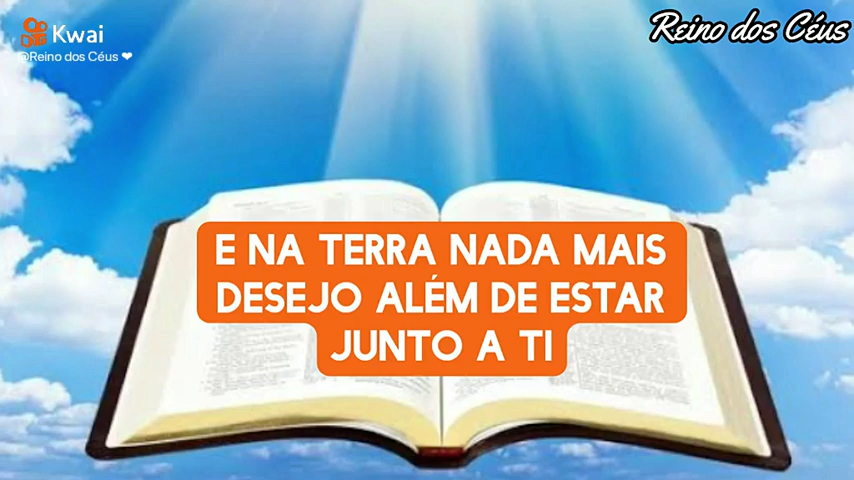 Kwai
@Reino dos Céus ❤
Reino dos Céus
E NA TERRA NADA MAIS
DESEJO ALÉM DE ESTAR
JUNTO A TI